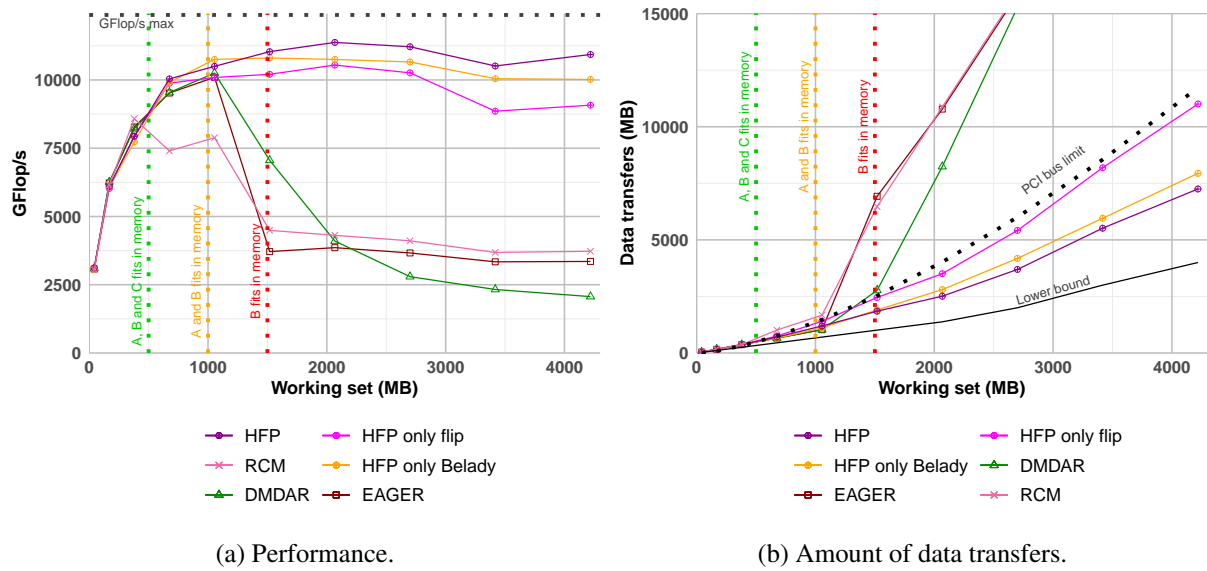 GFlop/s max
10000
7500
5000
2500
0
GFlop/s
A, B and C fits in memory
A and B fits in memory
B fits in memory
0 1000 2000 3000 4000
Working set (MB)
HFP HFP only flip
RCM HFP only Belady
DMDAR EAGER
(a) Performance.
15000
10000
5000
0
Data transfers (MB)
A, B and C fits in memory
A and B fits in memory
B fits in memory
PCI bus limit
Lower bound
0 1000 2000 3000 4000
Working set (MB)
HFP HFP only flip
HFP only Belady DMDAR
EAGER RCM
(b) Amount of data transfers.